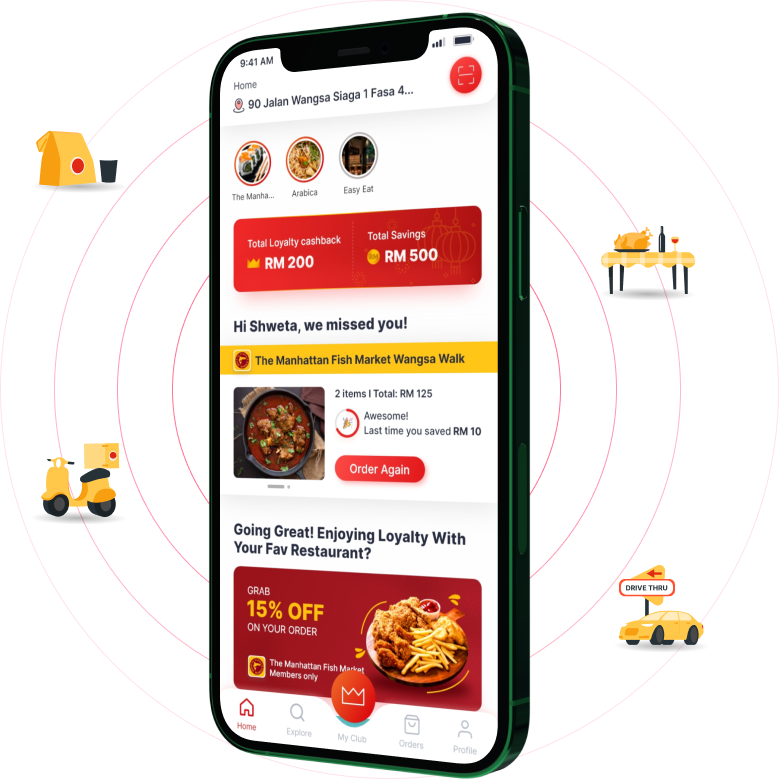 9:41 AM
Home
90 Jalan Wangsa Siaga 1 Fasa 4...
The Manha...
Arabica
Easy Eat
Total Loyalty cashback
RM 200
Total Savings
RM 500
Hi Shweta, we missed you!
The Manhattan Fish Market Wangsa Walk
2 items I Total: RM 125
Awesome!
Last time you saved RM 10
Order Again
Going Great! Enjoying Loyalty With
Your Fav Restaurant?
GRAB
15% OFF
ON YOUR ORDER
The Manhattan Fish Market
Members only
Home
Explore
My Club
Orders
Profile
DRIVE THRU